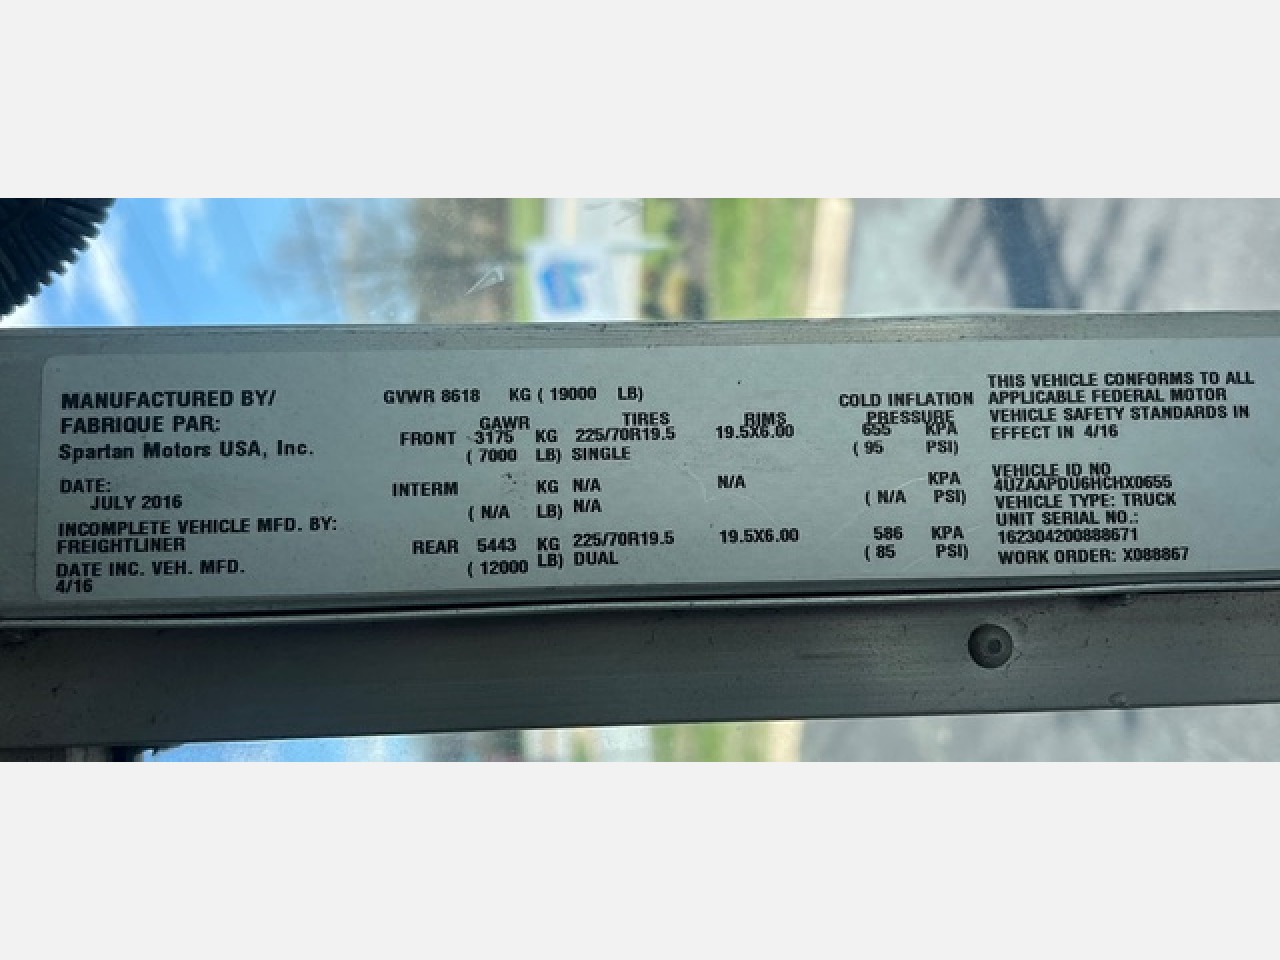 MANUFACTURED BY/
FABRIQUE PAR:
Spartan Motors USA, Inc.
DATE:
JULY 2016
INCOMPLETE VEHICLE MFD. BY:
FREIGHTLINER
DATE INC. VEH. MFD.
4/16
GVWR 8618 KG ( 19000 LB)
GAWR TIRES RIMS COLD INFLATION PRESSURE
FRONT 3175 KG 225/70R19.5 19.5X6.00 655 KPA
( 7000 LB) SINGLE ( 95 PSI)
INTERM KG N/A N/A KPA
( N/A LB) N/A ( N/A PSI)
REAR 5443 KG 225/70R19.5 19.5X6.00 586 KPA
( 12000 LB) DUAL ( 85 PSI)
THIS VEHICLE CONFORMS TO ALL
APPLICABLE FEDERAL MOTOR
VEHICLE SAFETY STANDARDS IN
EFFECT IN 4/16
VEHICLE ID NO
4UZAAPDU6HCHX0655
VEHICLE TYPE: TRUCK
UNIT SERIAL NO.:
162304200888671
WORK ORDER: X088867